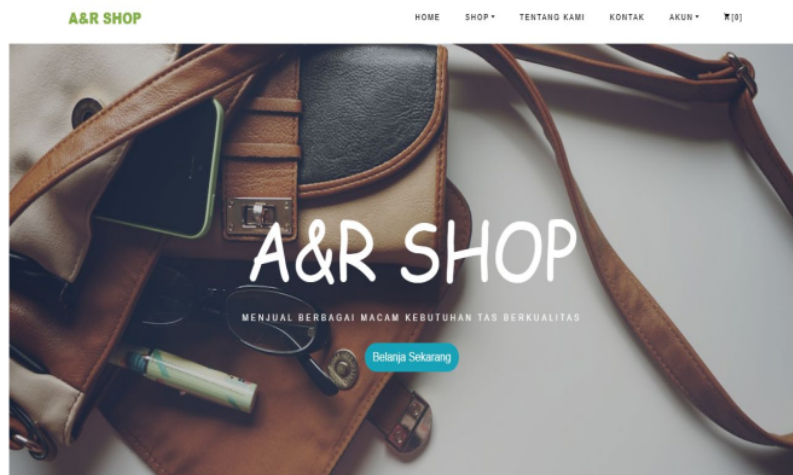 A&R SHOP
HOME SHOP TENTANG KAMI KONTAK AKUN [0]
A&R SHOP
MENJUAL BERBAGAI MACAM KEBUTUHAN TAS BERKUALITAS
Belanja Sekarang